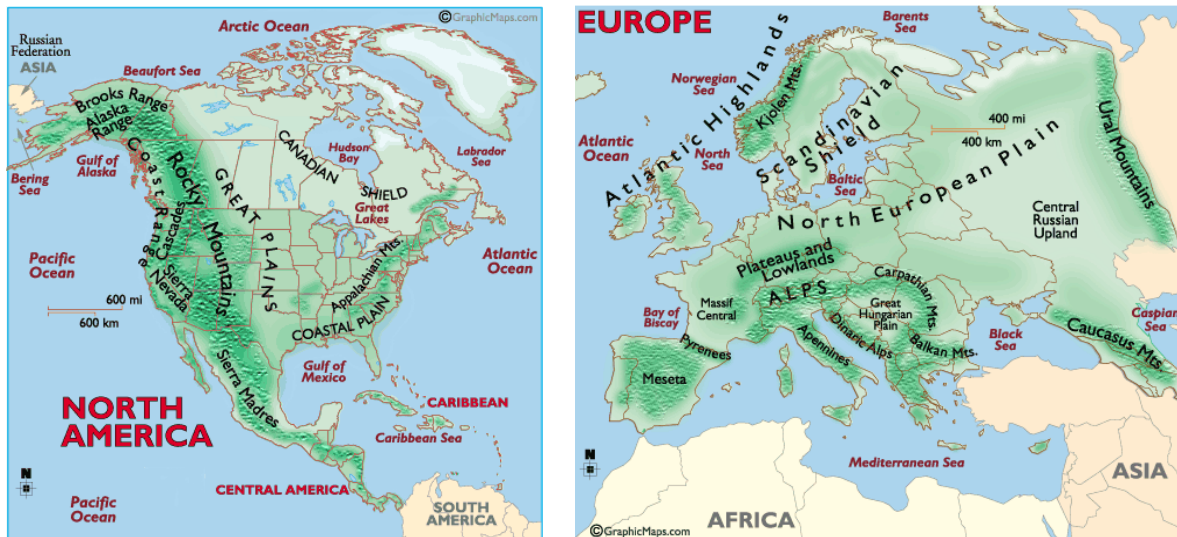 ©GraphicMaps.com
Arctic Ocean
Russian
Federation
ASIA
Beaufort Sea
Brooks Range
Alaska
Range
Gulf of
Alaska
Bering
Sea
Coast Range
Rocky Mountains
Cascades
Sierra
Nevada
GREAT PLAINS
CANADIAN
SHIELD
Hudson
Bay
Labrador
Sea
Great
Lakes
Appalachian Mts.
COASTAL PLAIN
Pacific
Ocean
Atlantic
Ocean
600 mi
600 km
Gulf of
Mexico
Sierra Madres
NORTH
AMERICA
CARIBBEAN
Caribbean Sea
N
CENTRAL AMERICA
Pacific
Ocean
SOUTH
AMERICA
EUROPE
Barents
Sea
Norwegian
Sea
Atlantic Highlands
Kjolen Mts.
Scandinavian
Shield
400 mi
400 km
Ural Mountains
Atlantic
Ocean
North
Sea
Baltic
Sea
North European Plain
Central
Russian
Upland
Plateaus and
Lowlands
ALPS
Carpathian Mts.
Massif
Central
Great
Hungarian
Plain
Bay of
Biscay
Pyrenees
Dinaric Alps
Apennines
Balkan Mts.
Black
Sea
Caspian
Sea
Caucasus Mts.
Meseta
Mediterranean Sea
N
ASIA
AFRICA
©GraphicMaps.com